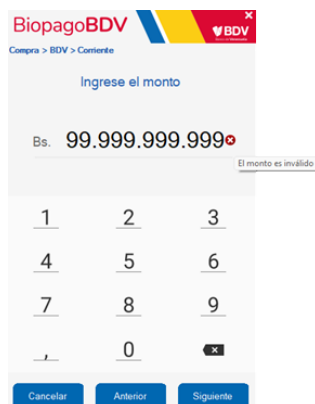 BiopagoBDV
BDV
Compra > BDV > Corriente
Ingrese el monto
Bs. 99.999.999.999
El monto es inválido
1 2 3
4 5 6
7 8 9
, 0
Cancelar Anterior Siguiente